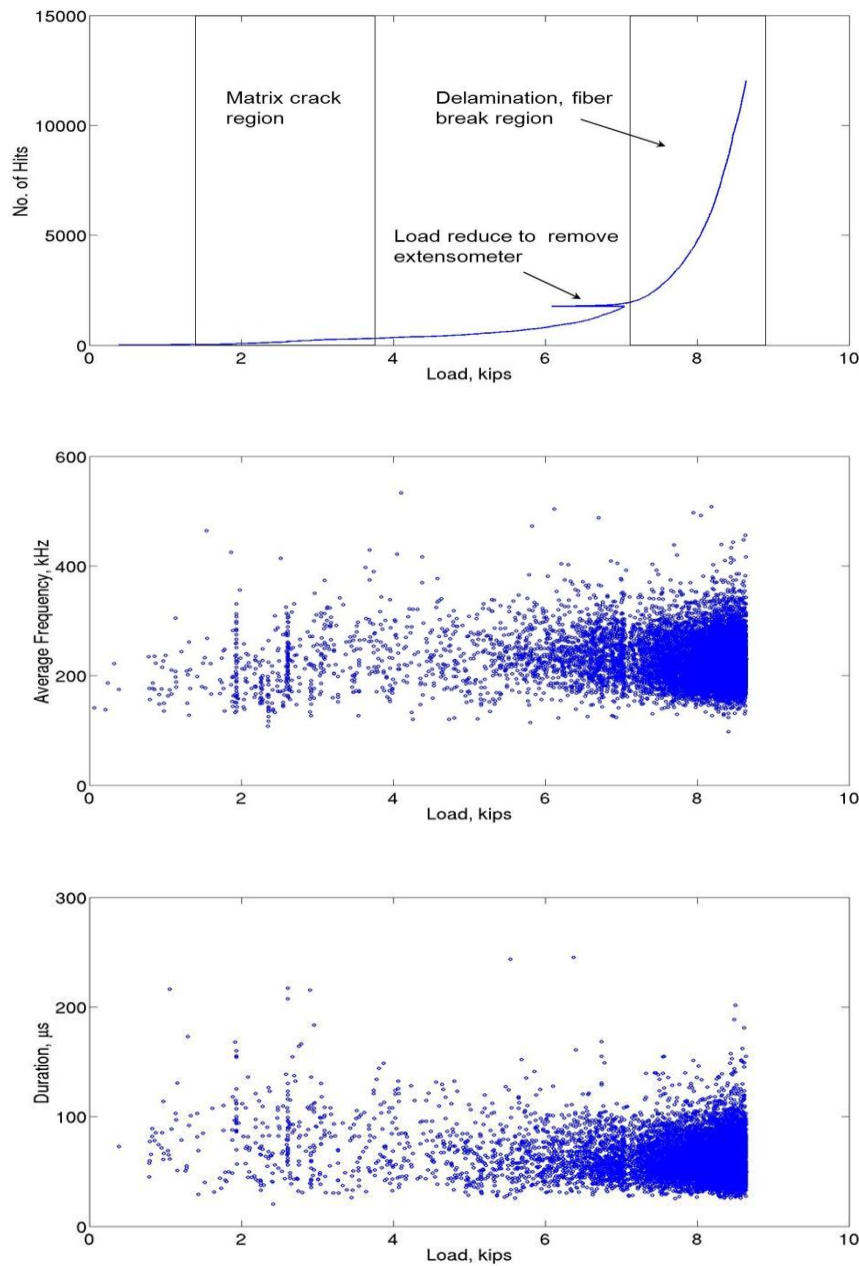 15000
Matrix crack
region
Delamination, fiber
break region
10000
No. of Hits
5000
Load reduce to remove
extensometer
0
0 2 4 6 8 10
Load, kips
600
400
Average Frequency, kHz
200
0
0 2 4 6 8 10
Load, kips
300
200
Duration, µs
100
0
0 2 4 6 8 10
Load, kips